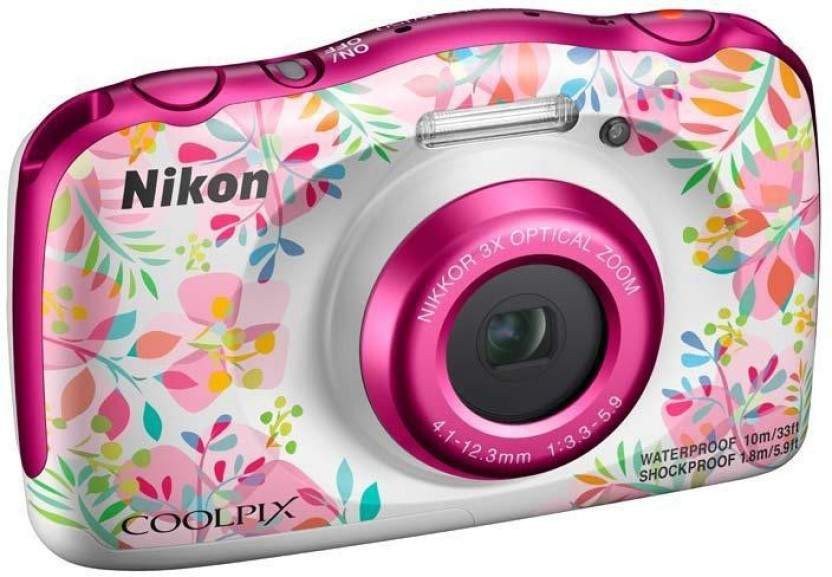 ON/
OFF
Nikon
NIKKOR 3X OPTICAL ZOOM
4.1-12.3mm 1:3.3-5.9
WATERPROOF 10m/33ft
SHOCKPROOF 1.8m/5.9ft
COOLPIX